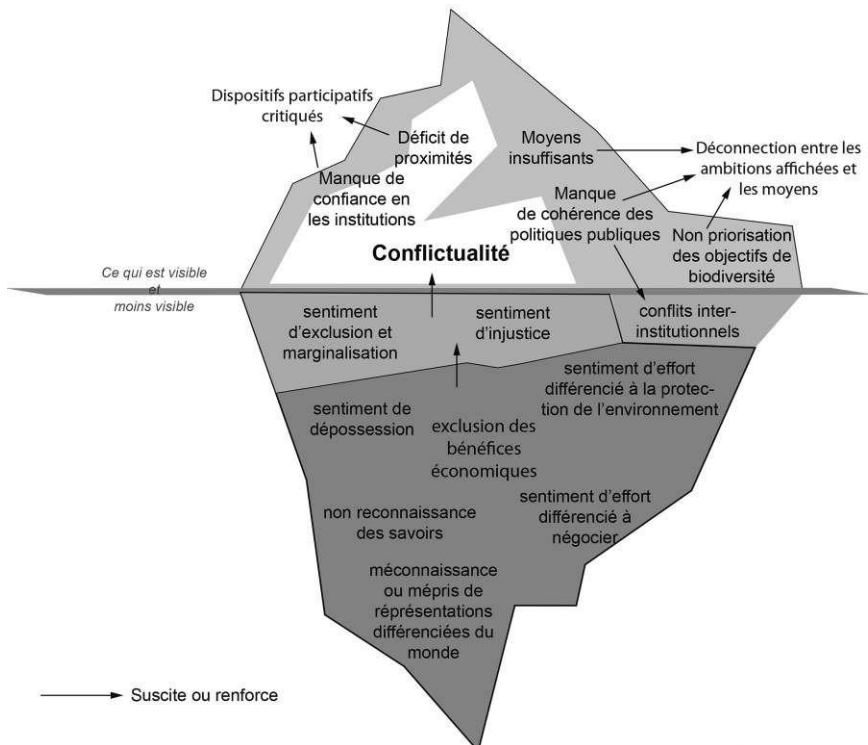 Dispositifs participatifs
critiqués
Déficit de
proximités
Manque de
confiance en
les institutions
Moyens
insuffisants
Déconnection entre les
ambitions affichées et
les moyens
Manque
de cohérence des
politiques publiques
Non priorisation
des objectifs de
biodiversité
Conflictualité
Ce qui est visible
et
moins visible
sentiment
d'exclusion et
marginalisation
sentiment
d'injustice
conflits inter-
institutionnels
sentiment de
dépossession
exclusion des
bénéfices
économiques
sentiment d'effort
différencié à la protec-
tion de l'environnement
non reconnaissance
des savoirs
sentiment d'effort
différencié à
négocier
méconnaissance
ou mépris de
réprésentations
différenciées du
monde
Suscite ou renforce